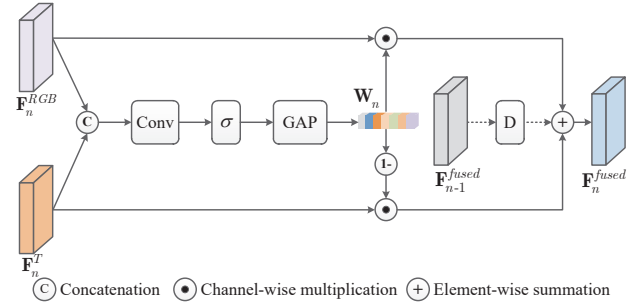 F_n^{RGB}
C
Conv
σ
GAP
W_n
1-
F_{n-1}^{fused}
D
+
F_n^{fused}
F_n^T
C Concatenation
Channel-wise multiplication
+ Element-wise summation